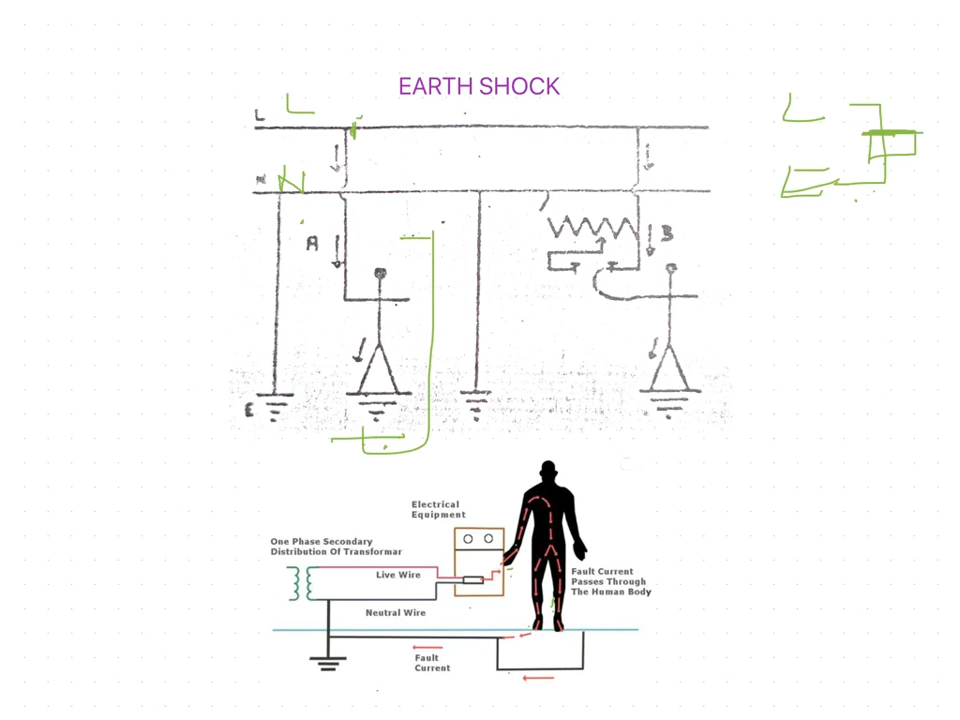 EARTH SHOCK
L
L
L
N
N
A
B
E
Electrical
Equipment
One Phase Secondary
Distribution Of Transformar
Live Wire
Neutral Wire
Fault Current
Passes Through
The Human Body
Fault
Current